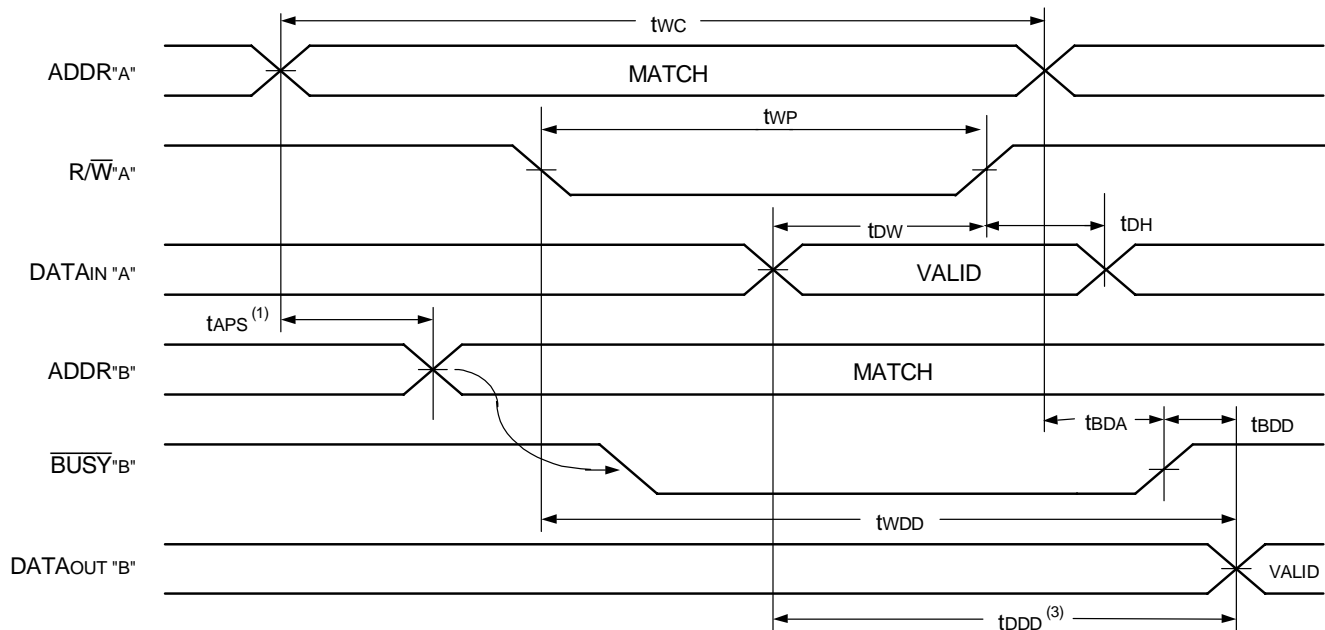 tWC
ADDR"A"
MATCH
tWP
R/W̅"A"
tDW
tDH
DATAIN "A"
VALID
tAPS (1)
ADDR"B"
MATCH
tBDA
tBDD
B̅U̅S̅Y̅"B"
tWDD
DATAOUT "B"
VALID
tDDD (3)